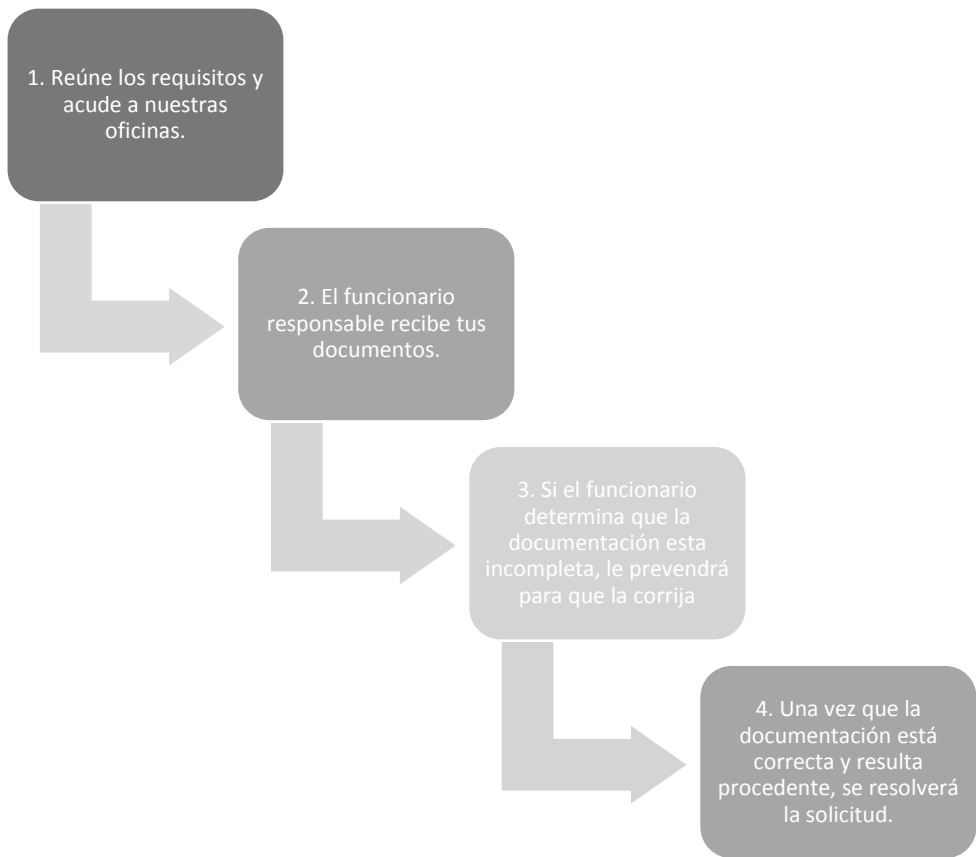 1. Reúne los requisitos y
acude a nuestras
oficinas.
2. El funcionario
responsable recibe tus
documentos.
3. Si el funcionario
determina que la
documentación esta
incompleta, le prevendrá
para que la corrija
4. Una vez que la
documentación está
correcta y resulta
procedente, se resolverá
la solicitud.